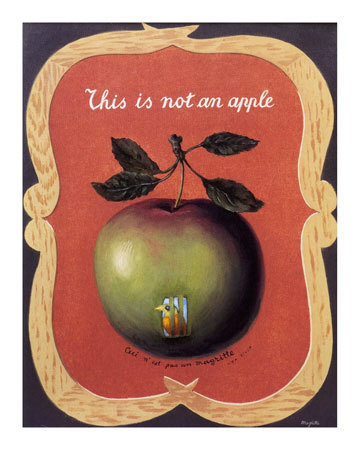 This is not an apple
Ceci n'est pas un magritte
Magritte